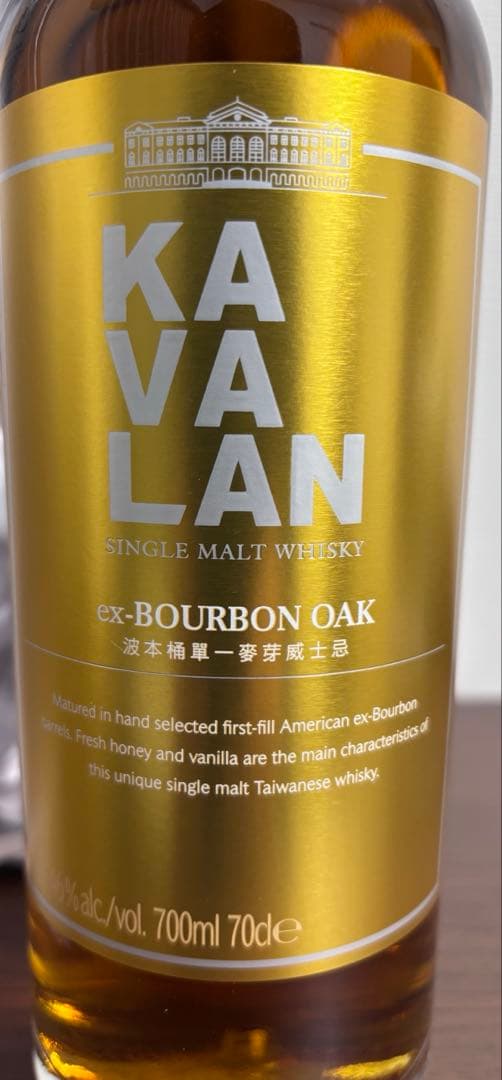 KA
VA
LAN
SINGLE MALT WHISKY
ex-BOURBON OAK
波本桶單一麥芽威士忌
Matured in hand selected first-fill American ex-Bourbon
barrels. Fresh honey and vanilla are the main characteristics of
this unique single malt Taiwanese whisky.
alc./vol. 700ml 70cl e